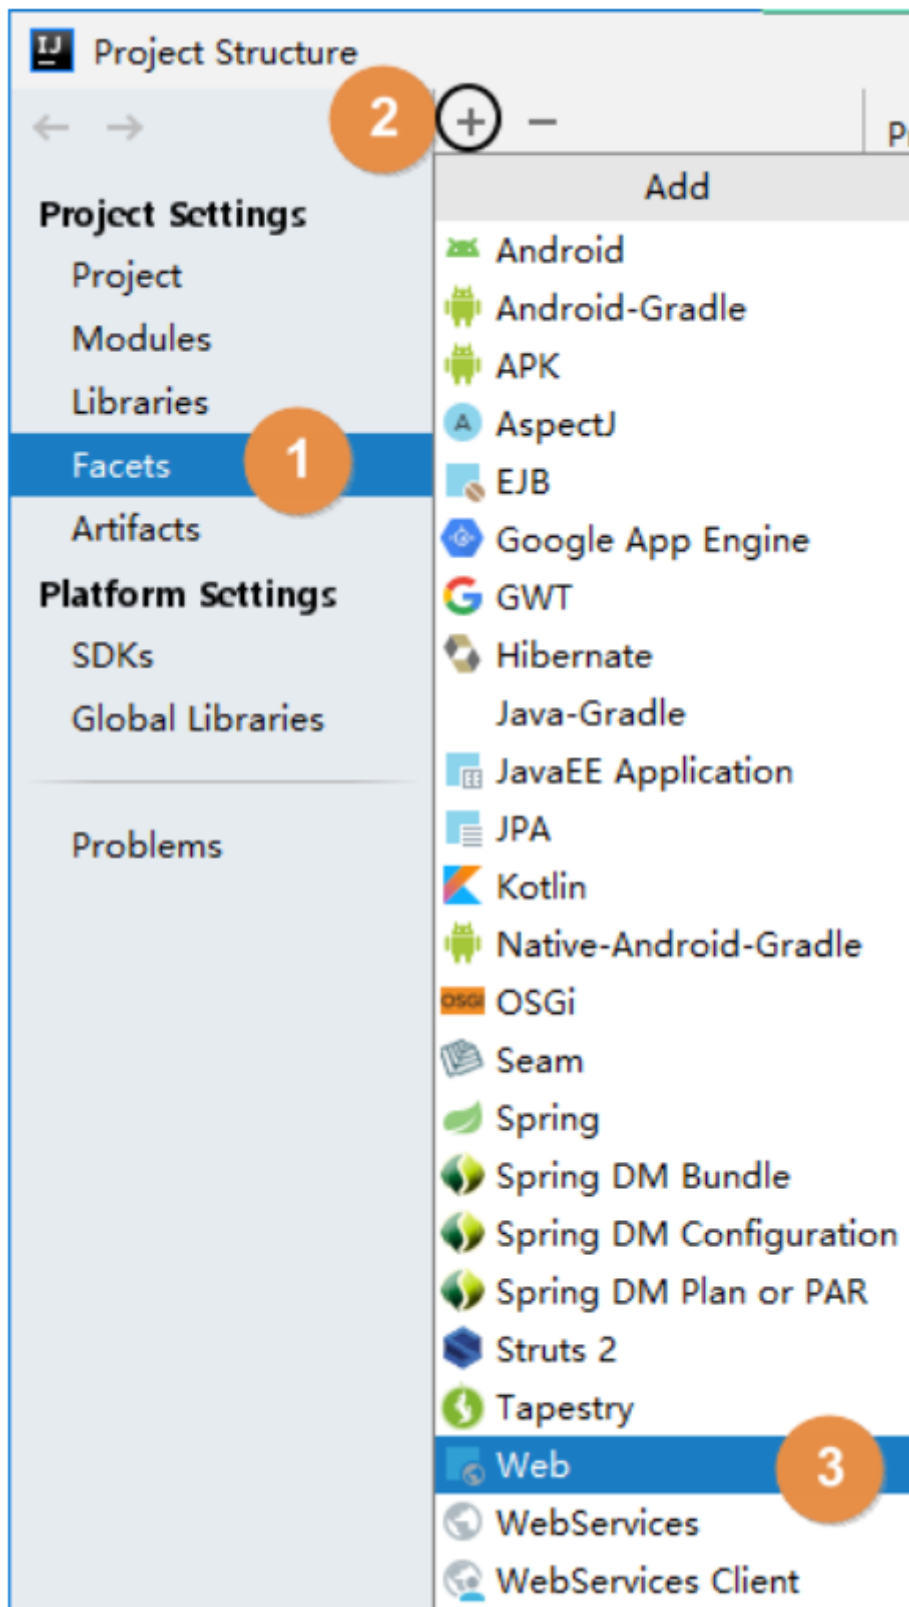 IJ
Project Structure
2
Project Settings
Project
Modules
Libraries
Facets
1
Artifacts
Platform Settings
SDKs
Global Libraries
Problems
Add
Android
Android-Gradle
APK
A AspectJ
EJB
Google App Engine
G GWT
Hibernate
Java-Gradle
EE JavaEE Application
JPA
Kotlin
Native-Android-Gradle
OSGi OSGi
Seam
Spring
Spring DM Bundle
Spring DM Configuration
Spring DM Plan or PAR
Struts 2
Tapestry
Web
3
WebServices
WebServices Client